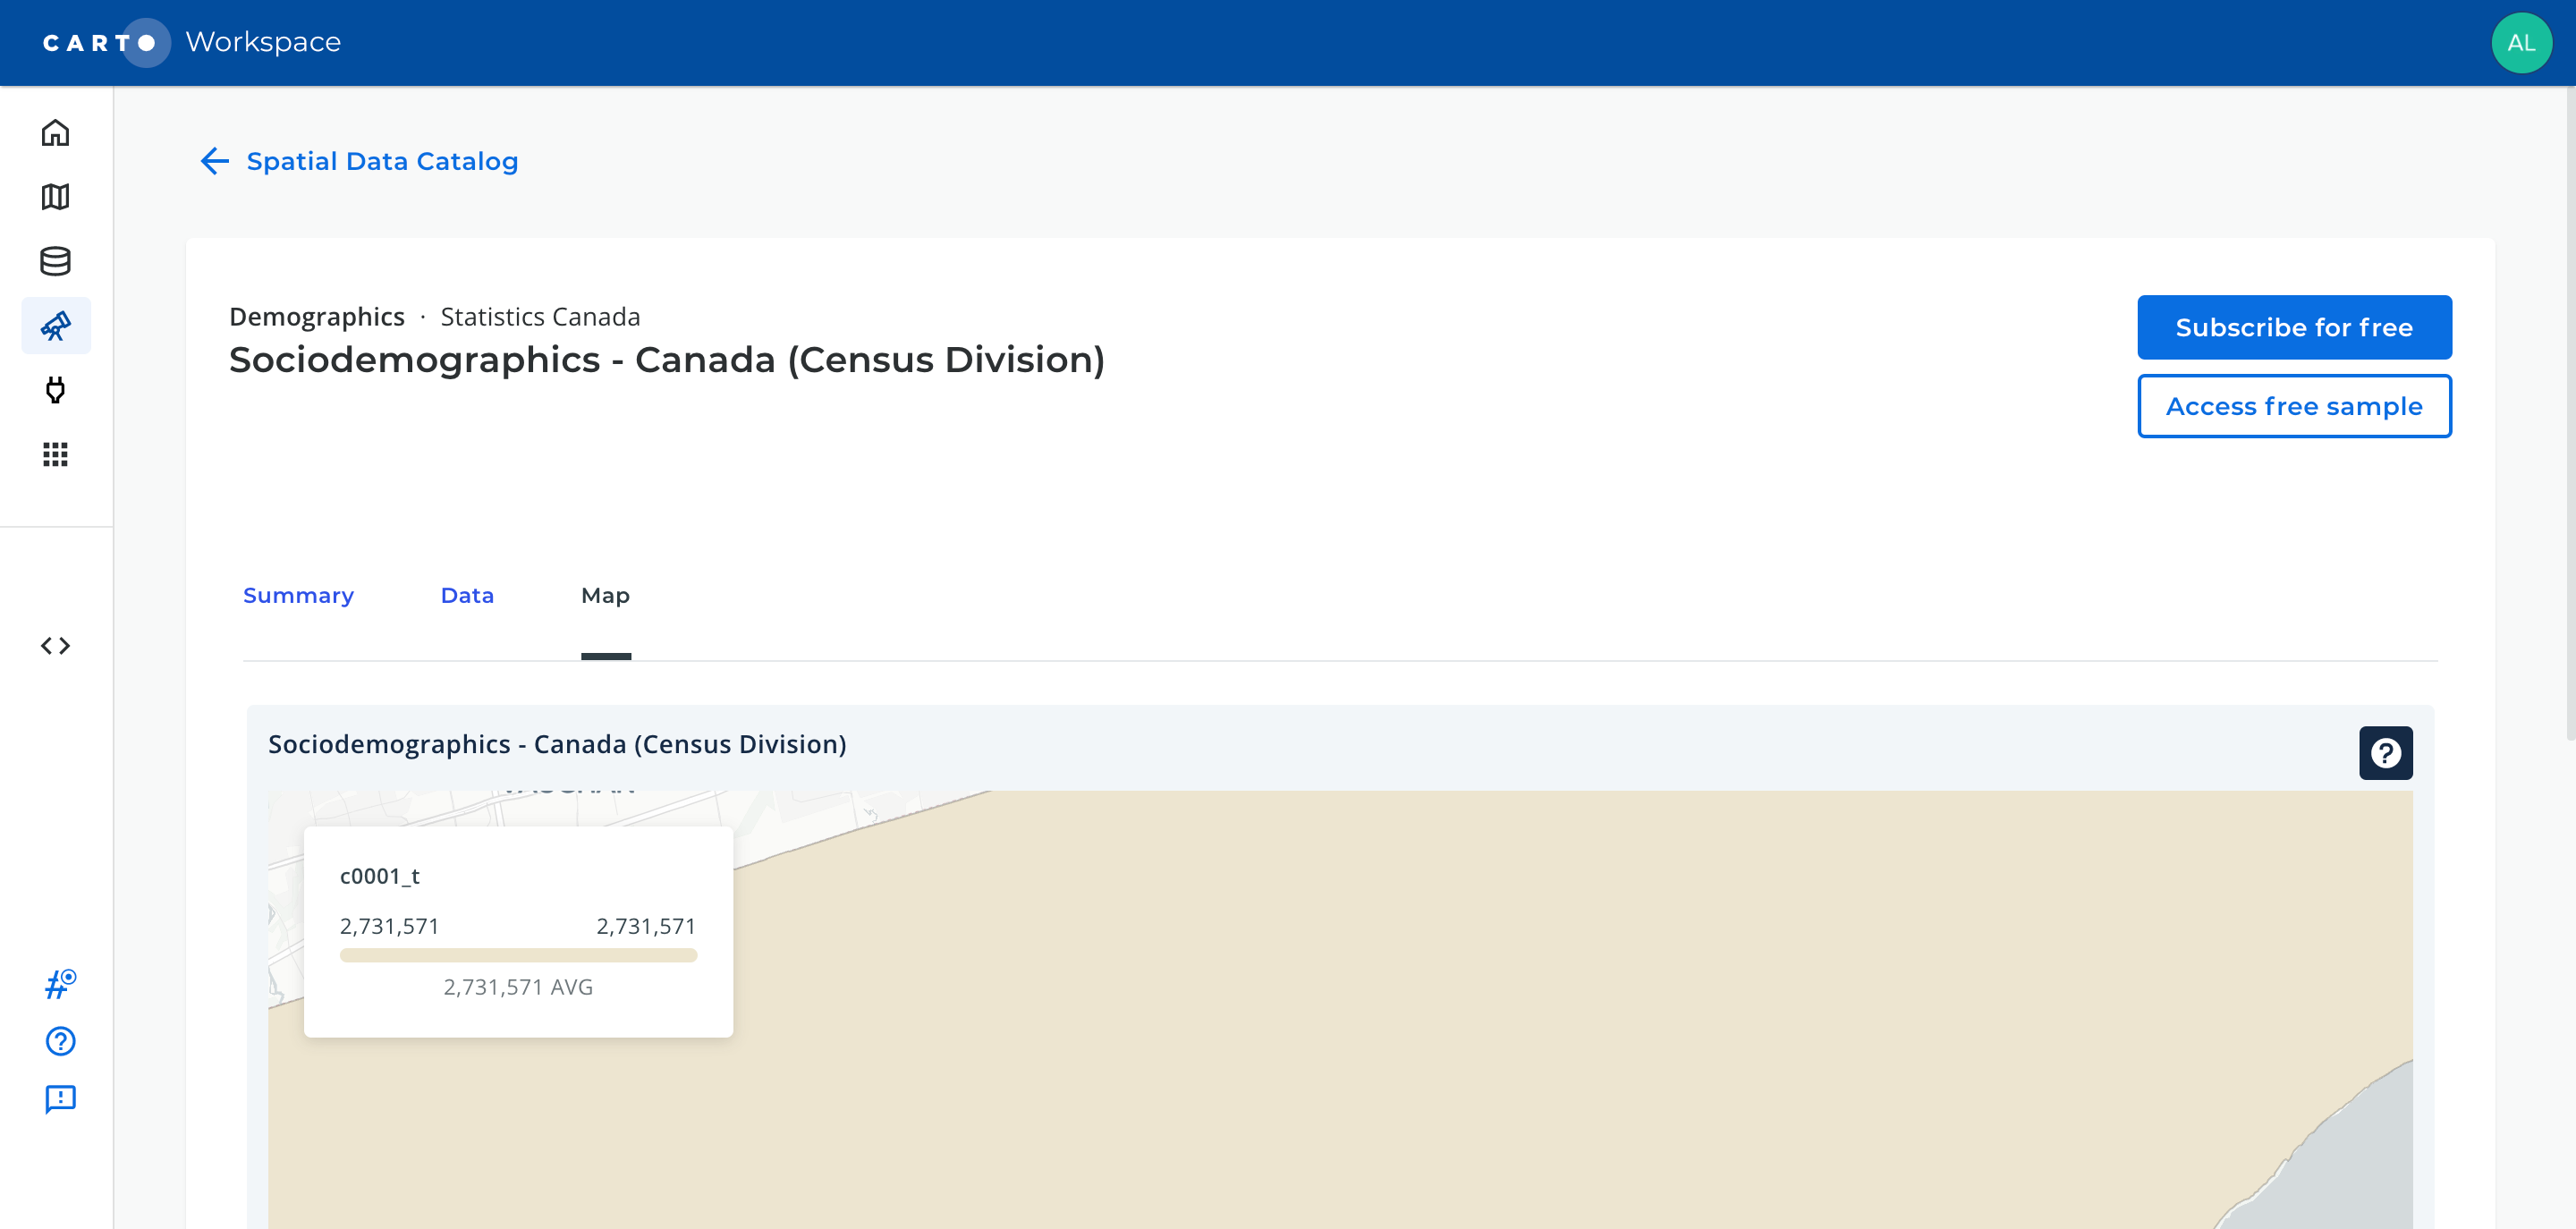 CARTO Workspace
AL
Spatial Data Catalog
Demographics · Statistics Canada
Sociodemographics - Canada (Census Division)
Subscribe for free
Access free sample
Summary
Data
Map
Sociodemographics - Canada (Census Division)
VAUGHAN
c0001_t
2,731,571
2,731,571
2,731,571 AVG